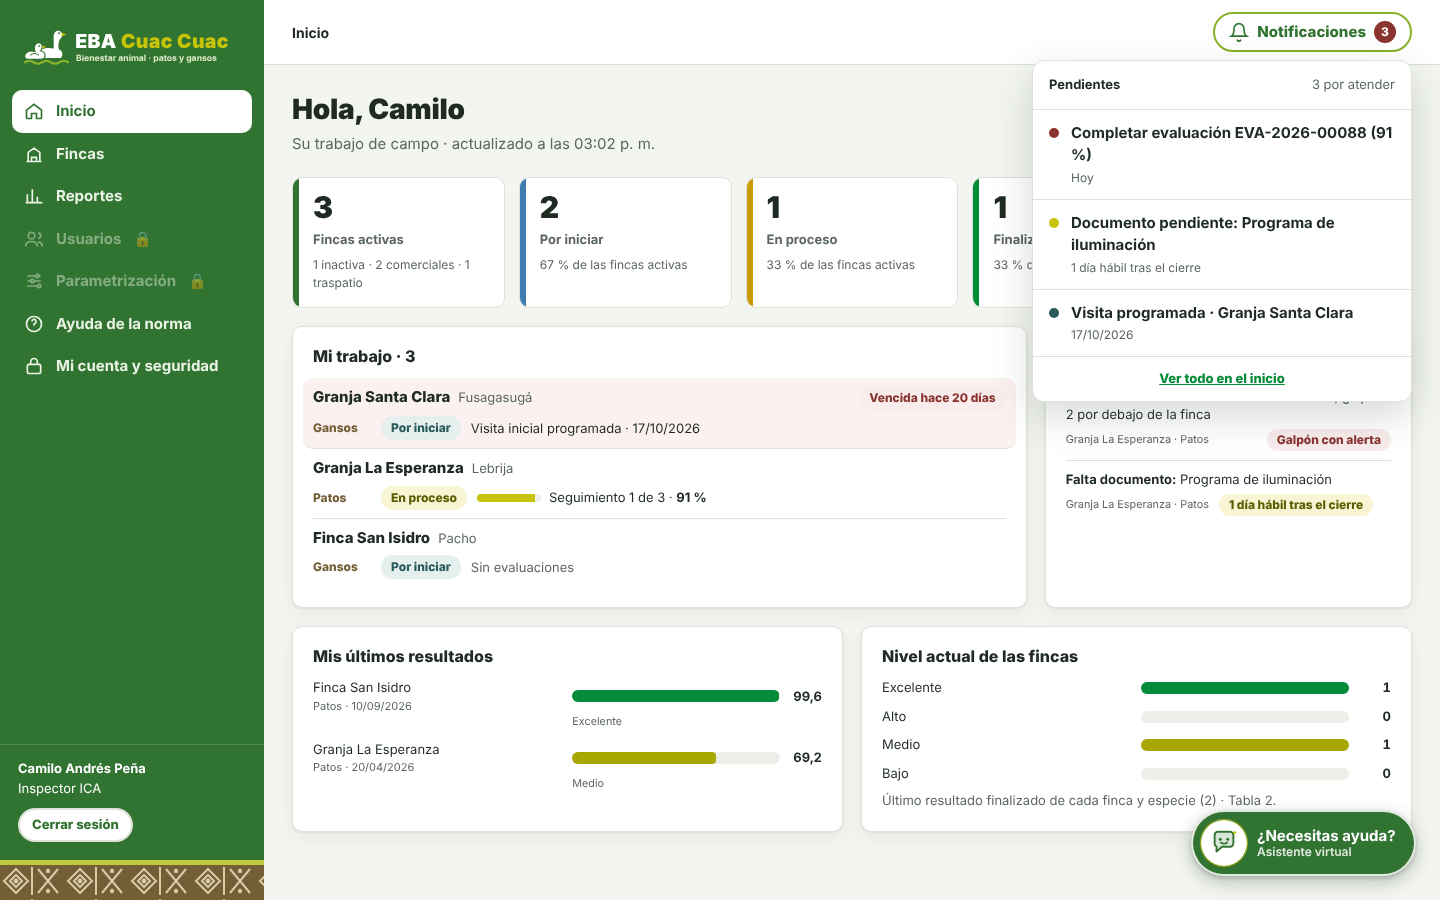 EBA Cuac Cuac
Bienestar animal · patos y gansos
Inicio
Fincas
Reportes
Usuarios
Parametrización
Ayuda de la norma
Mi cuenta y seguridad
Camilo Andrés Peña
Inspector ICA
Cerrar sesión
Inicio
Notificaciones 3
Hola, Camilo
Su trabajo de campo · actualizado a las 03:02 p. m.
3
Fincas activas
1 inactiva · 2 comerciales · 1
traspatio
2
Por iniciar
67 % de las fincas activas
1
En proceso
33 % de las fincas activas
1
Finaliz
33 % d
Pendientes
3 por atender
Completar evaluación EVA-2026-00088 (91
%)
Hoy
Documento pendiente: Programa de
iluminación
1 día hábil tras el cierre
Visita programada · Granja Santa Clara
17/10/2026
Ver todo en el inicio
Mi trabajo · 3
Granja Santa Clara Fusagasugá
Vencida hace 20 días
Gansos Por iniciar Visita inicial programada · 17/10/2026
Granja La Esperanza Lebrija
Patos En proceso Seguimiento 1 de 3 · 91 %
Finca San Isidro Pacho
Gansos Por iniciar Sin evaluaciones
2 por debajo de la finca
Granja La Esperanza · Patos Galpón con alerta
Falta documento: Programa de iluminación
Granja La Esperanza · Patos 1 día hábil tras el cierre
Mis últimos resultados
Finca San Isidro
Patos · 10/09/2026
99,6
Excelente
Granja La Esperanza
Patos · 20/04/2026
69,2
Medio
Nivel actual de las fincas
Excelente 1
Alto 0
Medio 1
Bajo 0
Último resultado finalizado de cada finca y especie (2) · Tabla 2.
¿Necesitas ayuda?
Asistente virtual